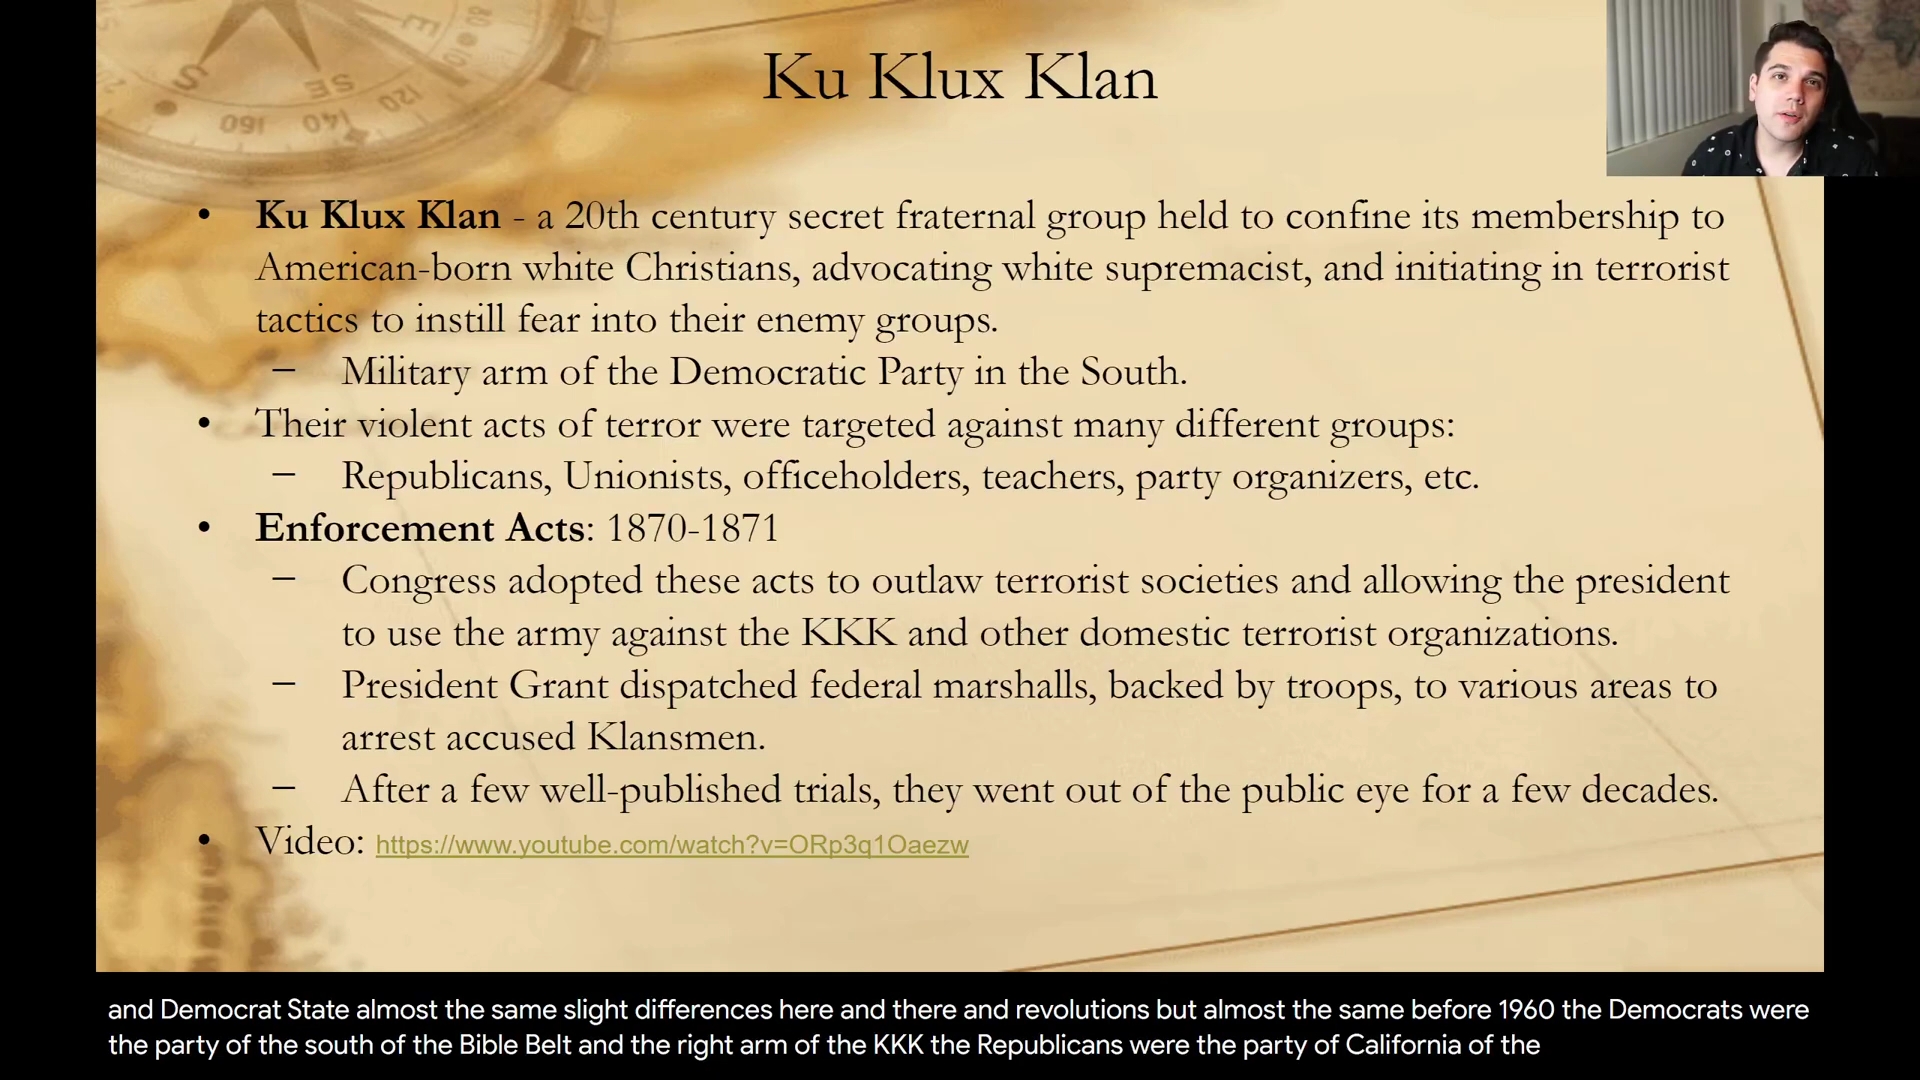 Ku Klux Klan
• Ku Klux Klan - a 20th century secret fraternal group held to confine its membership to
American-born white Christians, advocating white supremacist, and initiating in terrorist
tactics to instill fear into their enemy groups.
– Military arm of the Democratic Party in the South.
• Their violent acts of terror were targeted against many different groups:
– Republicans, Unionists, officeholders, teachers, party organizers, etc.
• Enforcement Acts: 1870-1871
– Congress adopted these acts to outlaw terrorist societies and allowing the president
to use the army against the KKK and other domestic terrorist organizations.
– President Grant dispatched federal marshalls, backed by troops, to various areas to
arrest accused Klansmen.
– After a few well-published trials, they went out of the public eye for a few decades.
• Video: https://www.youtube.com/watch?v=ORp3q1Oaezw
and Democrat State almost the same slight differences here and there and revolutions but almost the same before 1960 the Democrats were
the party of the south of the Bible Belt and the right arm of the KKK the Republicans were the party of California of the
S
SE
E
160
140
120
80